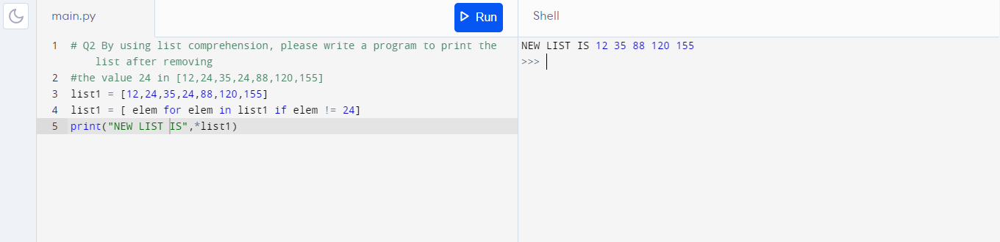 main.py
Run
Shell
1 # Q2 By using list comprehension, please write a program to print the
list after removing
2 #the value 24 in [12,24,35,24,88,120,155]
3 list1 = [12,24,35,24,88,120,155]
4 list1 = [ elem for elem in list1 if elem != 24]
5 print("NEW LIST IS",*list1)
NEW LIST IS 12 35 88 120 155
>>>